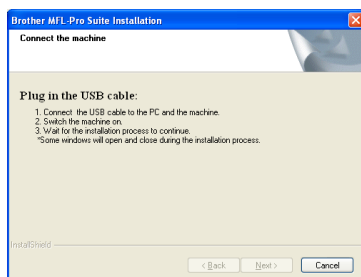 Brother MFL-Pro Suite Installation
Connect the machine
Plug in the USB cable:
1. Connect the USB cable to the PC and the machine.
2. Switch the machine on.
3. Wait for the installation process to continue.
*Some windows will open and close during the installation process.
InstallShield
< Back
Next >
Cancel